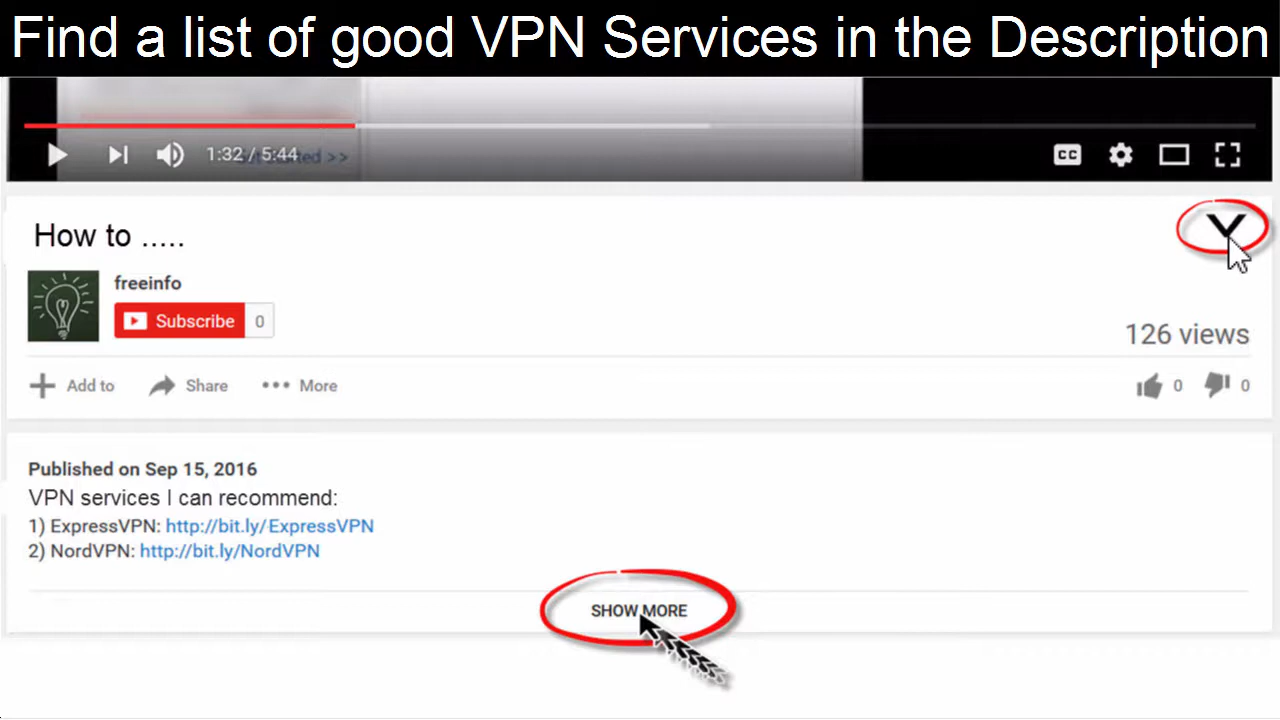 Find a list of good VPN Services in the Description
1:32 / 5:44
CC
How to .....
freeinfo
Subscribe 0
126 views
Add to Share More 0 0
Published on Sep 15, 2016
VPN services I can recommend:
1) ExpressVPN: http://bit.ly/ExpressVPN
2) NordVPN: http://bit.ly/NordVPN
SHOW MORE